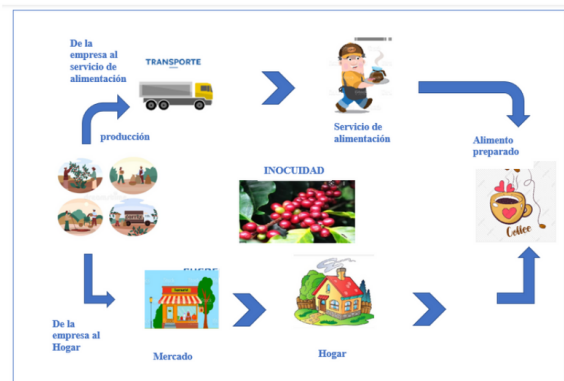 De la
empresa al
servicio de
alimentación
TRANSPORTE
producción
Servicio de
alimentación
Alimento
preparado
INOCUIDAD
Coffee
De la
empresa al
Hogar
Mercado
Hogar